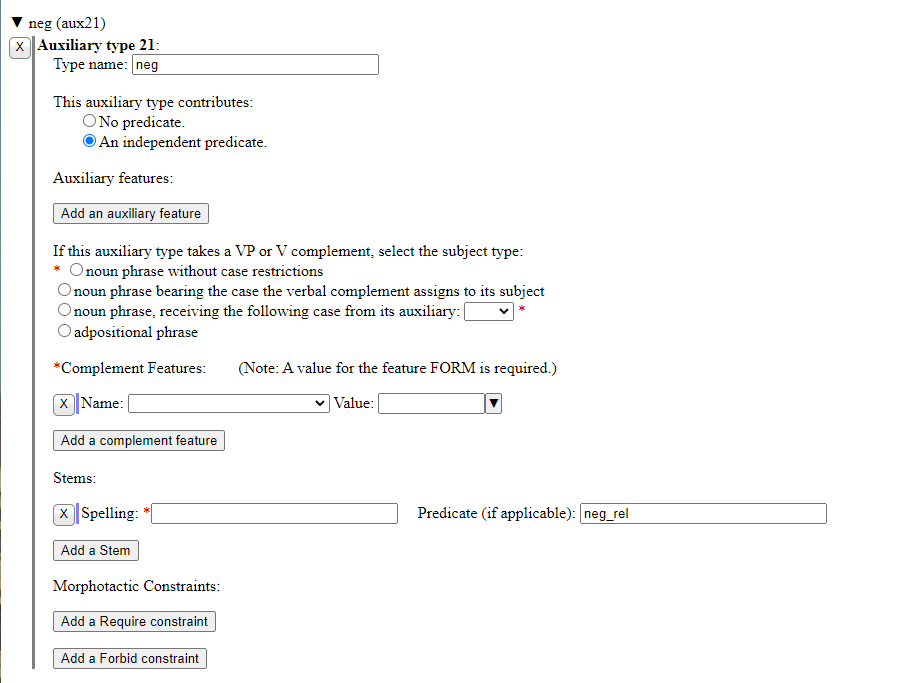 ▼ neg (aux21)
X Auxiliary type 21:
Type name: neg
This auxiliary type contributes:
No predicate.
An independent predicate.
Auxiliary features:
Add an auxiliary feature
If this auxiliary type takes a VP or V complement, select the subject type:
* noun phrase without case restrictions
noun phrase bearing the case the verbal complement assigns to its subject
noun phrase, receiving the following case from its auxiliary: *
adpositional phrase
*Complement Features: (Note: A value for the feature FORM is required.)
X Name: Value: ▼
Add a complement feature
Stems:
X Spelling: * Predicate (if applicable): neg_rel
Add a Stem
Morphotactic Constraints:
Add a Require constraint
Add a Forbid constraint